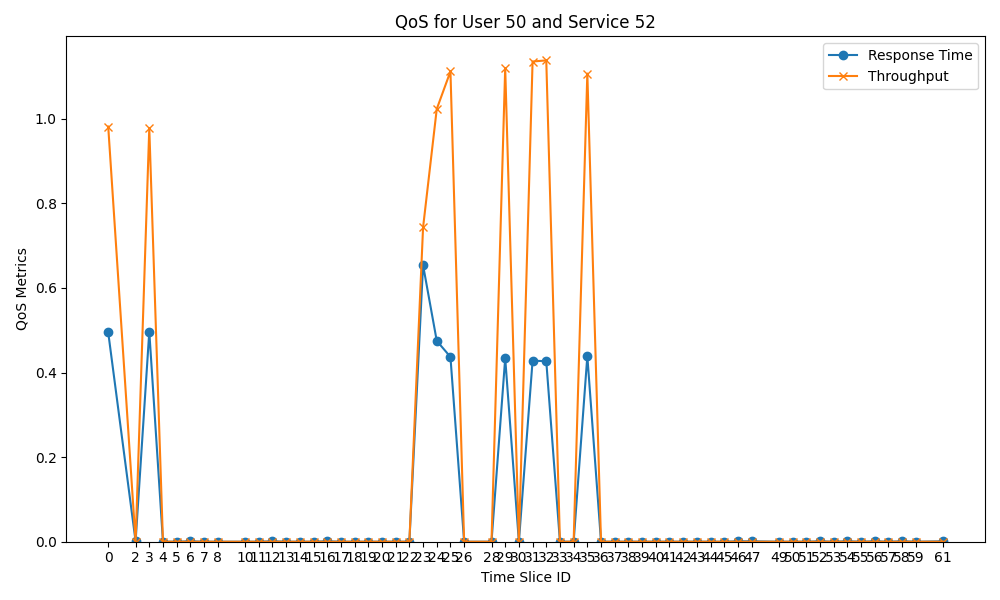 QoS for User 50 and Service 52
Response Time
Throughput
QoS Metrics
1.0
0.8
0.6
0.4
0.2
0.0
0 2 3 4 5 6 7 8 10 11 12 13 14 15 16 17 18 19 20 21 22 23 24 25 26 28 29 30 31 32 33 34 35 36 37 38 39 40 41 42 43 44 45 46 47 49 50 51 52 53 54 55 56 57 58 59 61
Time Slice ID